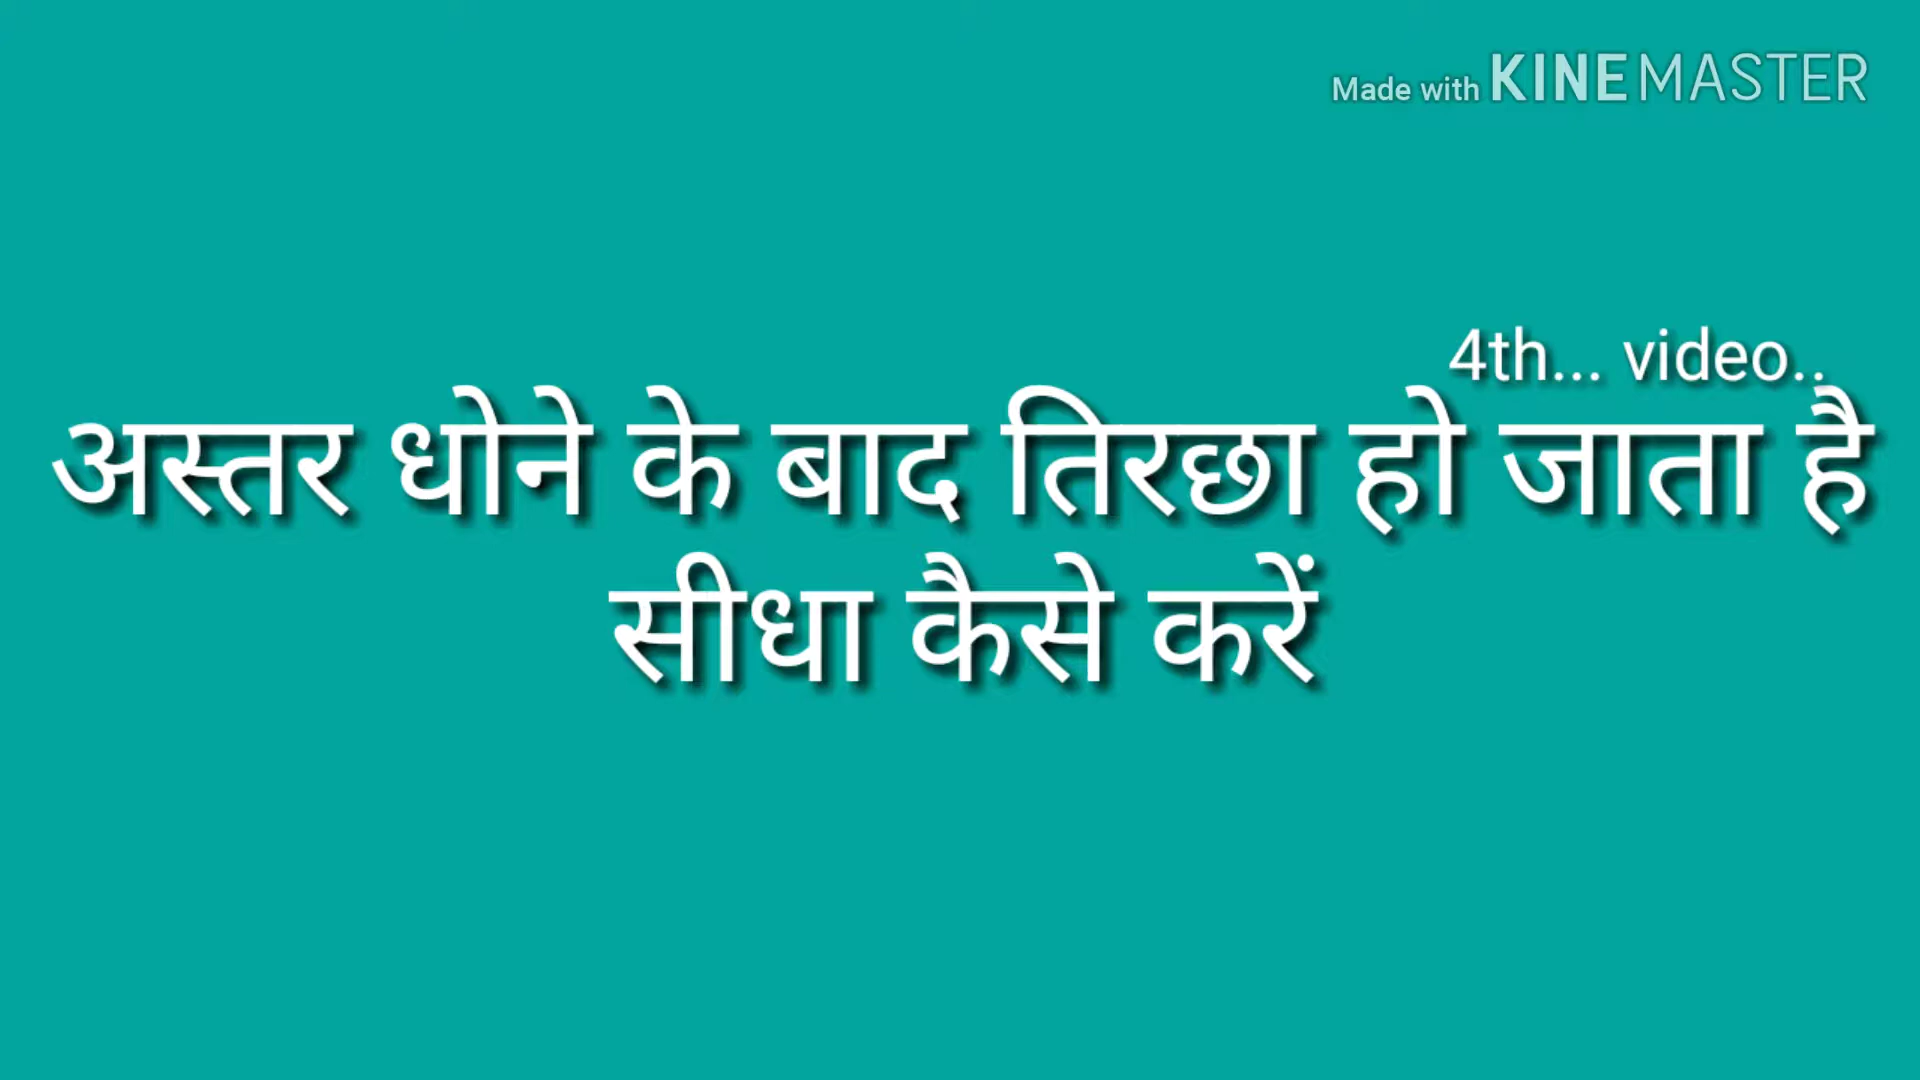 Made with KINEMASTER
4th... video..
अस्तर धोने के बाद तिरछा हो जाता है
सीधा कैसे करें